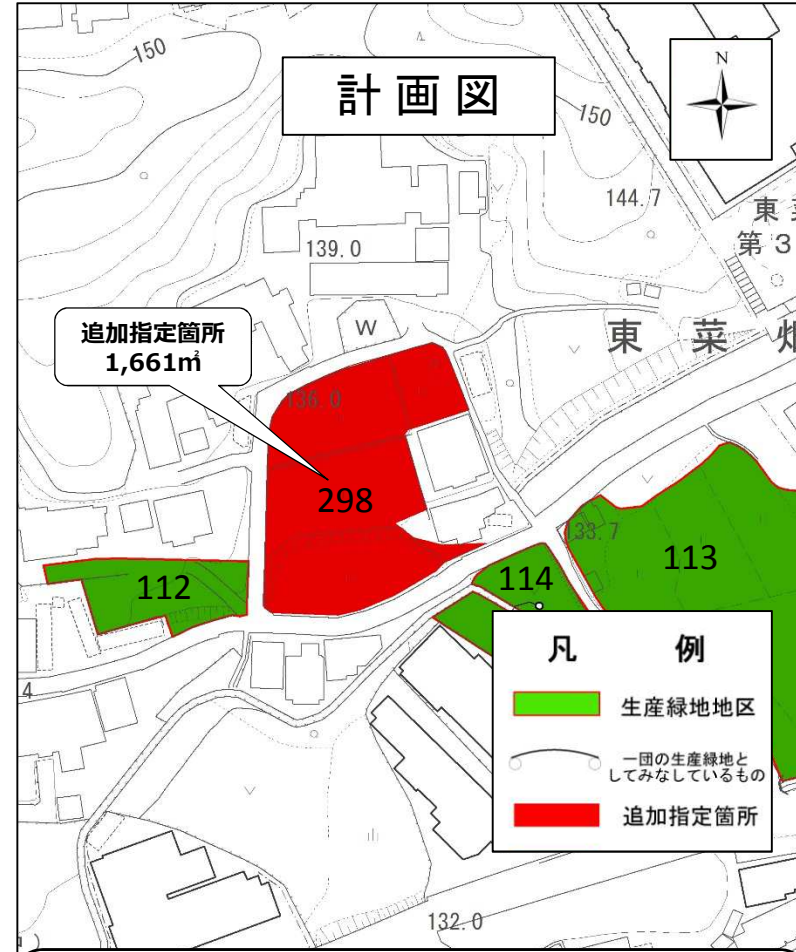 150
計画図
150
N
144.7
東
第3
139.0
追加指定箇所
1,661㎡
W
東菜畑
136.0
298
133.7
113
112
114
4
凡 例
生産緑地地区
一団の生産緑地と
してみなしているもの
追加指定箇所
132.0